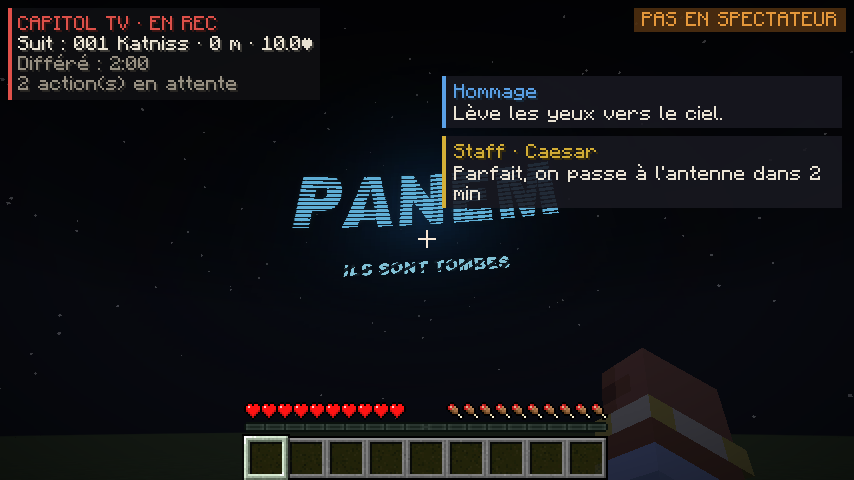 CAPITOL TV · EN REC
Suit : 001 Katniss · 0 m · 10.0♥
Différé : 2:00
2 action(s) en attente
PAS EN SPECTATEUR
Hommage
Lève les yeux vers le ciel.
Staff · Caesar
Parfait, on passe à l'antenne dans 2
min
PANEM
ILS SONT TOMBES